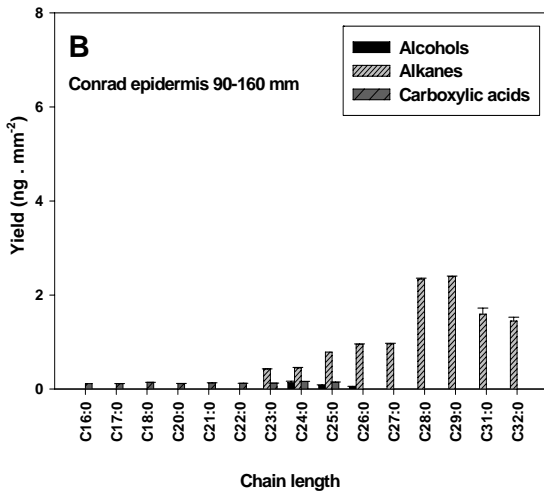 B
Conrad epidermis 90-160 mm
Alcohols
Alkanes
Carboxylic acids
Yield (ng . mm-2)
8
6
4
2
0
C16:0
C17:0
C18:0
C20:0
C21:0
C22:0
C23:0
C24:0
C25:0
C26:0
C27:0
C28:0
C29:0
C31:0
C32:0
Chain length